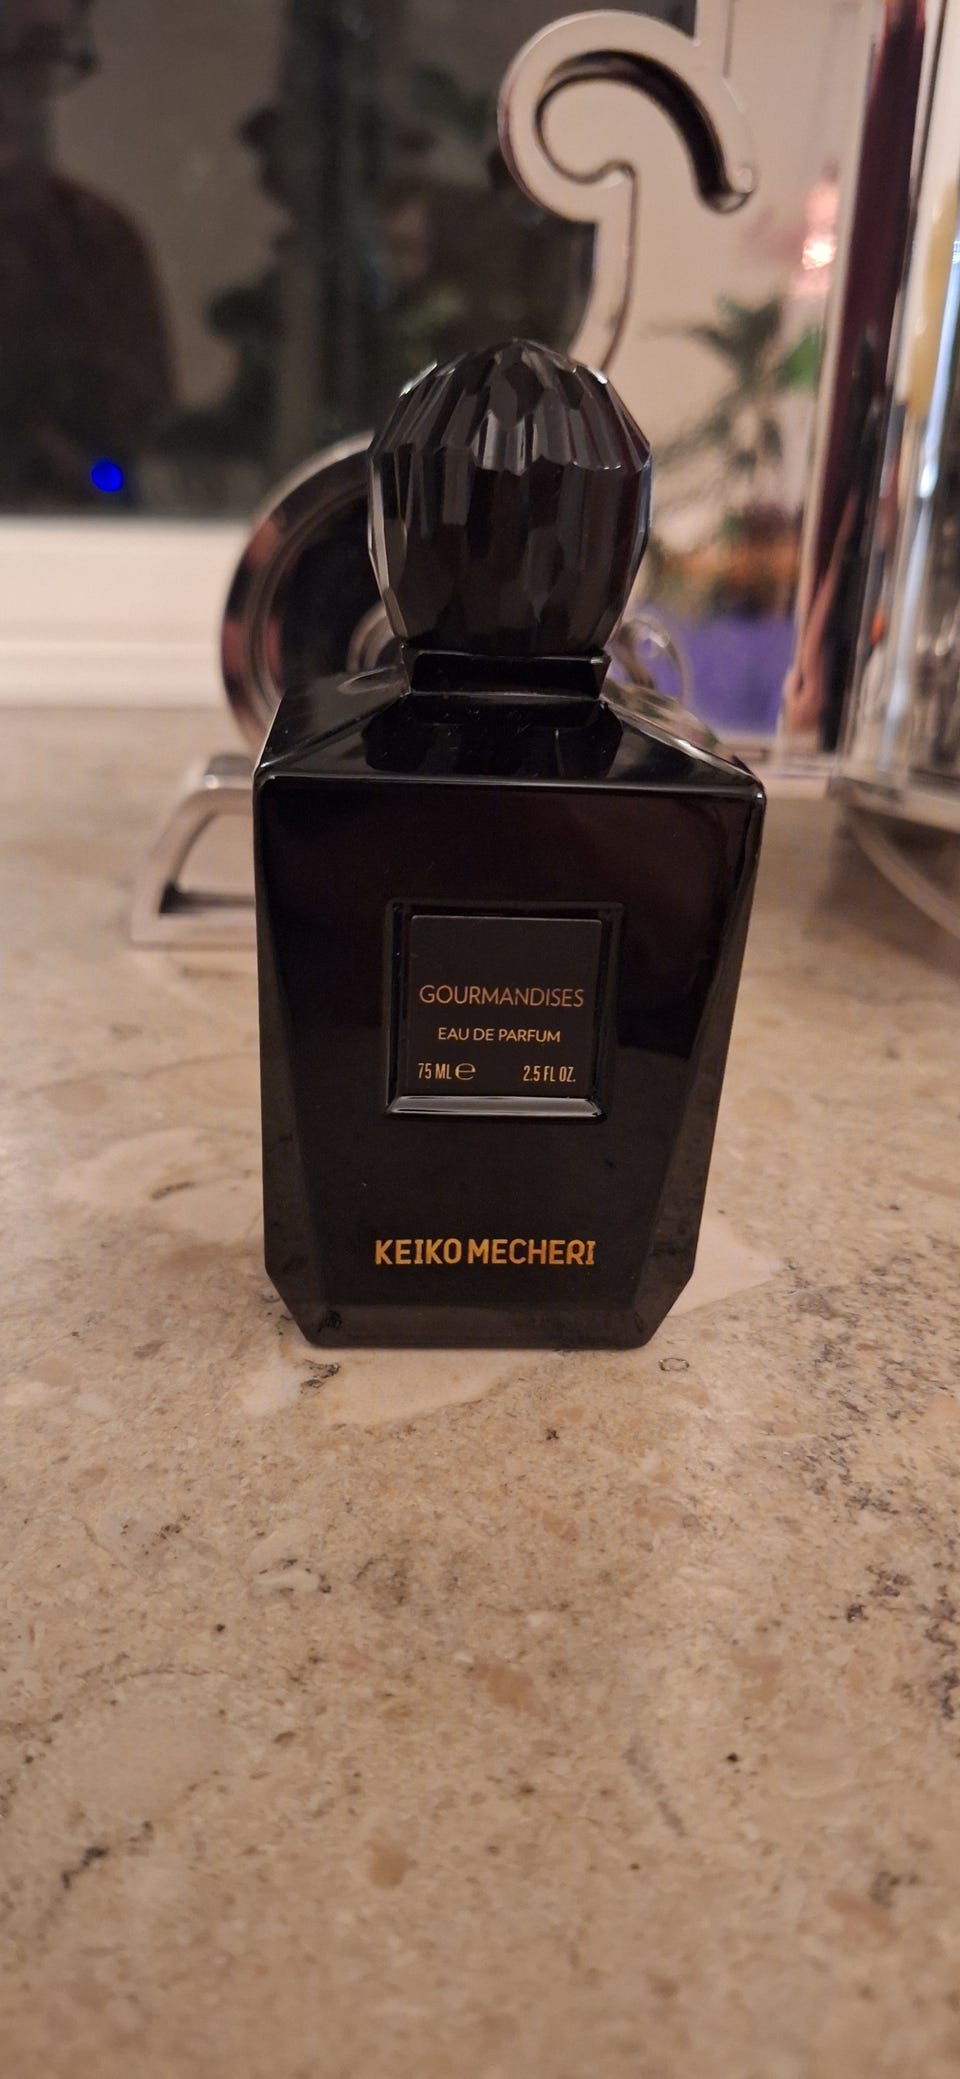 GOURMANDISES
EAU DE PARFUM
75 ML ℮ 2.5 FL OZ.
KEIKO MECHERI